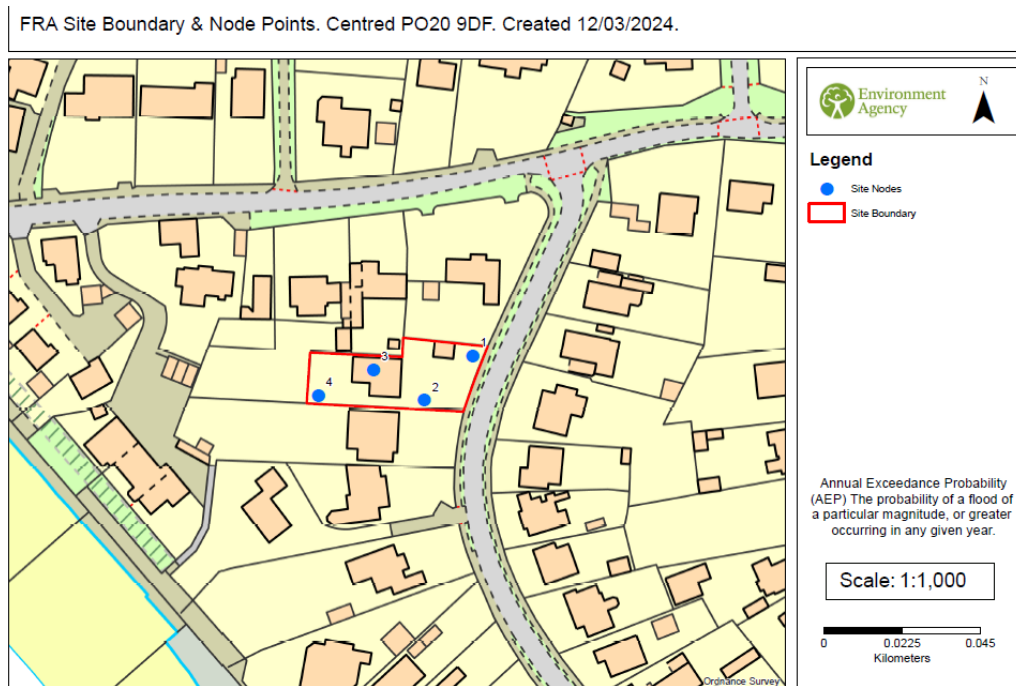 FRA Site Boundary & Node Points. Centred PO20 9DF. Created 12/03/2024.
Environment
Agency
N
Legend
Site Nodes
Site Boundary
1
3
2
4
Annual Exceedance Probability
(AEP) The probability of a flood of
a particular magnitude, or greater
occurring in any given year.
Scale: 1:1,000
0 0.0225 0.045
Kilometers
Ordnance Survey